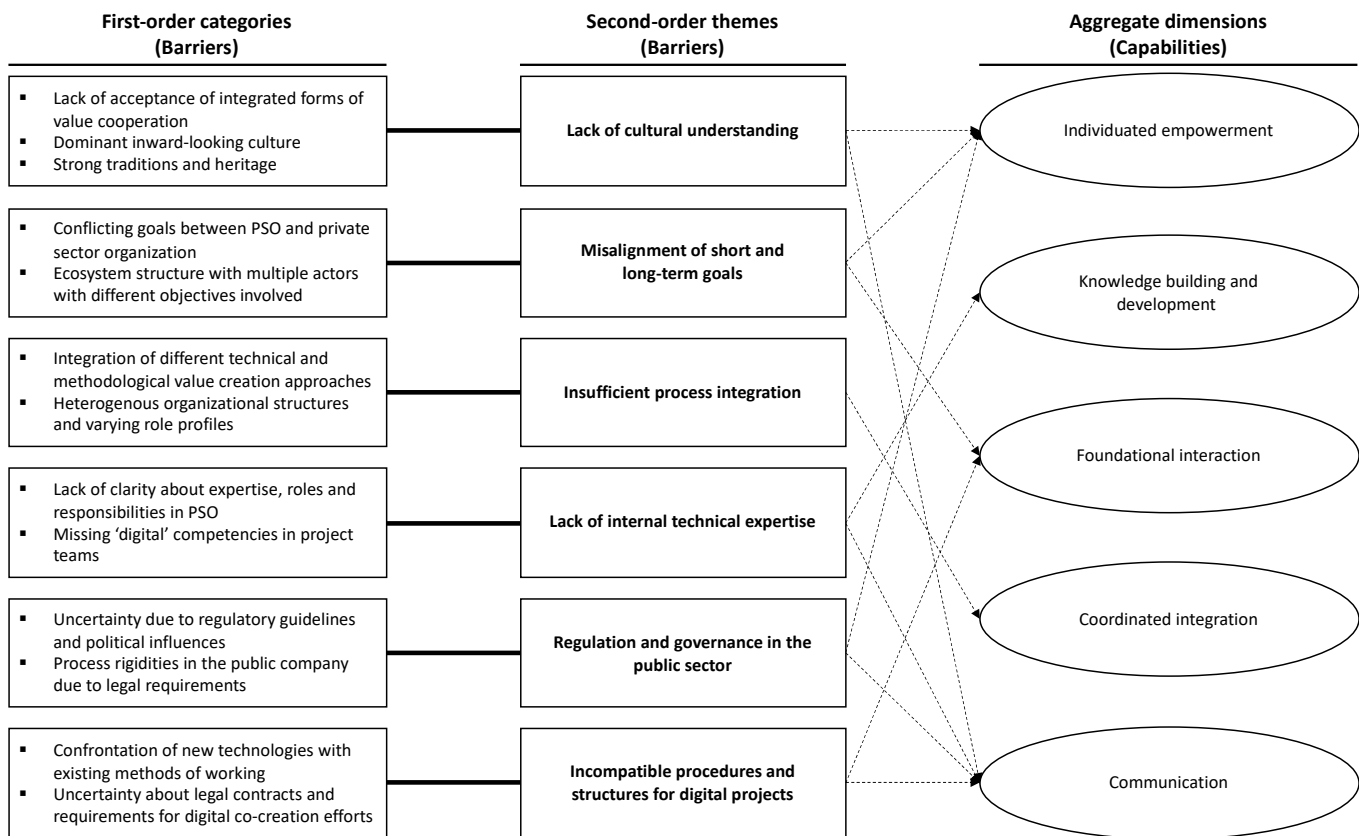 First-order categories
(Barriers)
Second-order themes
(Barriers)
Aggregate dimensions
(Capabilities)
▪ Lack of acceptance of integrated forms of
value cooperation
▪ Dominant inward-looking culture
▪ Strong traditions and heritage
Lack of cultural understanding
Individuated empowerment
▪ Conflicting goals between PSO and private
sector organization
▪ Ecosystem structure with multiple actors
with different objectives involved
Misalignment of short and
long-term goals
Knowledge building and
development
▪ Integration of different technical and
methodological value creation approaches
▪ Heterogenous organizational structures
and varying role profiles
Insufficient process integration
Foundational interaction
▪ Lack of clarity about expertise, roles and
responsibilities in PSO
▪ Missing ‘digital’ competencies in project
teams
Lack of internal technical expertise
Coordinated integration
▪ Uncertainty due to regulatory guidelines
and political influences
▪ Process rigidities in the public company
due to legal requirements
Regulation and governance in the
public sector
▪ Confrontation of new technologies with
existing methods of working
▪ Uncertainty about legal contracts and
requirements for digital co-creation efforts
Incompatible procedures and
structures for digital projects
Communication